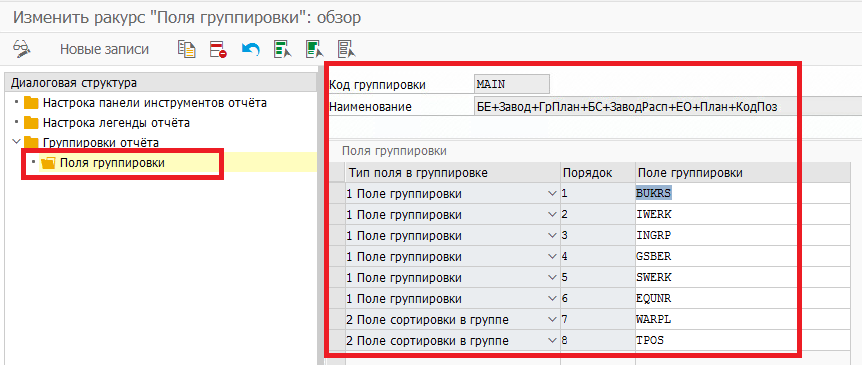 Изменить ракурс "Поля группировки": обзор
Новые записи
Диалоговая структура
Настрока панели инструментов отчёта
Настрока легенды отчёта
Группировки отчёта
Поля группировки
Код группировки MAIN
Наименование БЕ+Завод+ГрПлан+БС+ЗаводРасп+ЕО+План+КодПоз
Поля группировки
Тип поля в группировке Порядок Поле группировки
1 Поле группировки 1 BUKRS
1 Поле группировки 2 IWERK
1 Поле группировки 3 INGRP
1 Поле группировки 4 GSBER
1 Поле группировки 5 SWERK
1 Поле группировки 6 EQUNR
2 Поле сортировки в группе 7 WARPL
2 Поле сортировки в группе 8 TPOS